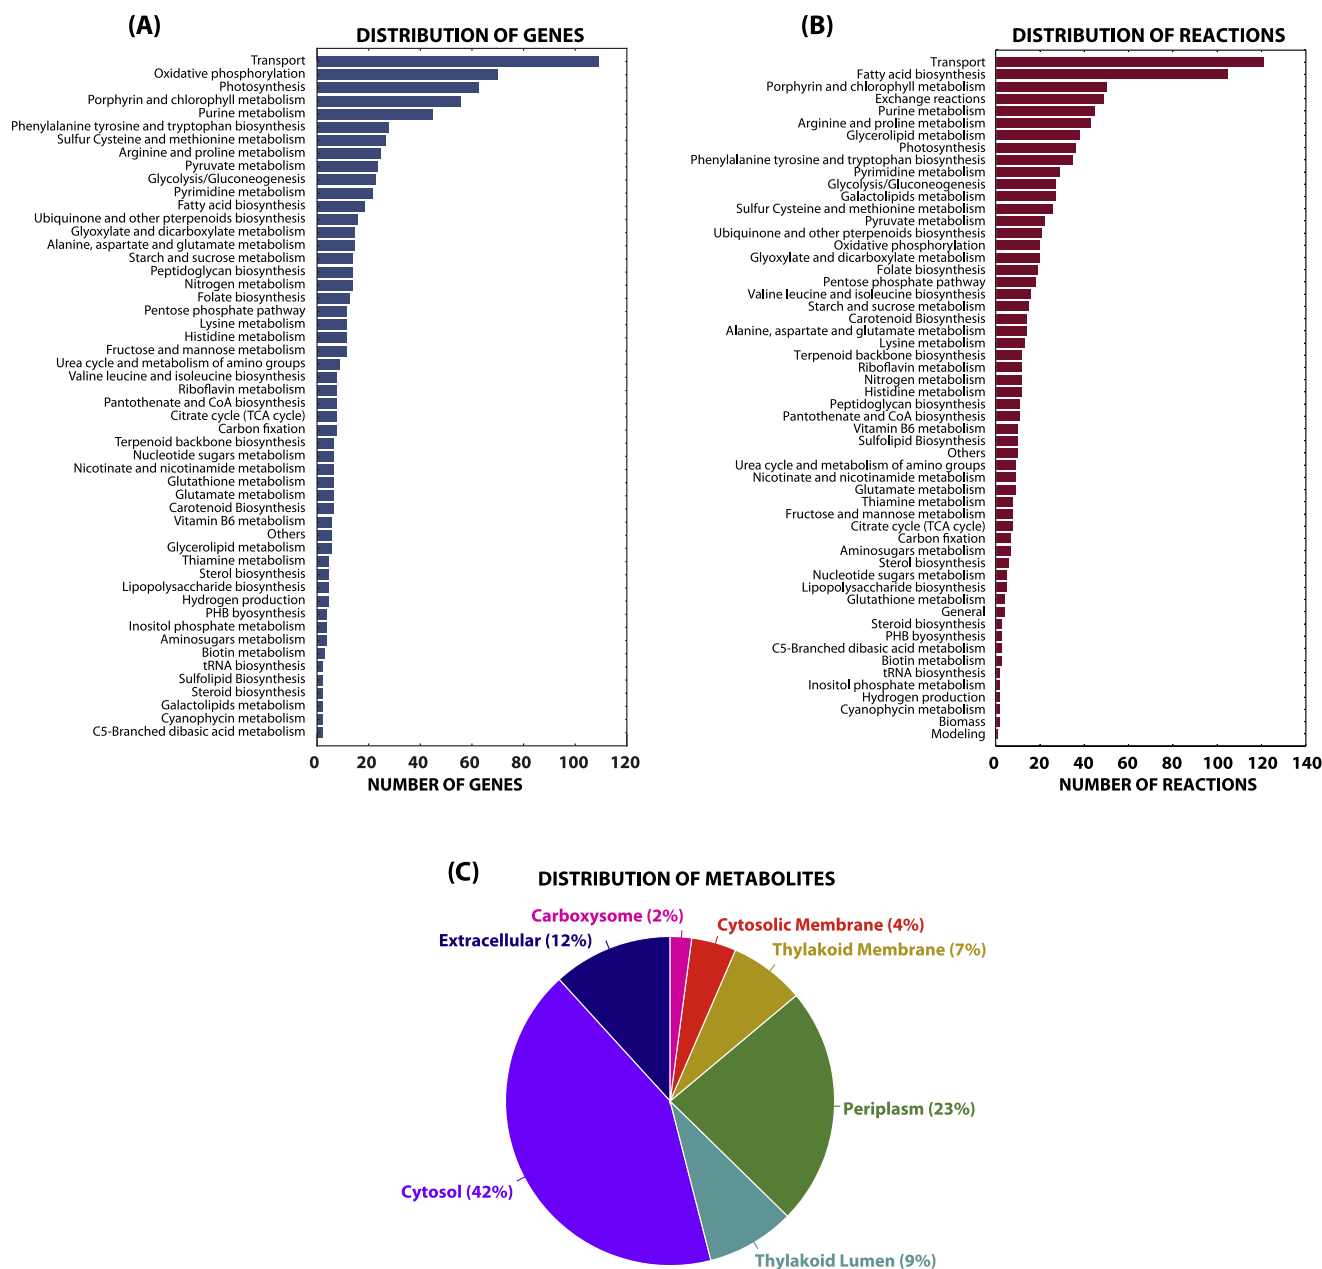 (A)
DISTRIBUTION OF GENES
Transport
Oxidative phosphorylation
Photosynthesis
Porphyrin and chlorophyll metabolism
Purine metabolism
Phenylalanine tyrosine and tryptophan biosynthesis
Sulfur Cysteine and methionine metabolism
Arginine and proline metabolism
Pyruvate metabolism
Glycolysis/Gluconeogenesis
Pyrimidine metabolism
Fatty acid biosynthesis
Ubiquinone and other pterpenoids biosynthesis
Glyoxylate and dicarboxylate metabolism
Alanine, aspartate and glutamate metabolism
Starch and sucrose metabolism
Peptidoglycan biosynthesis
Nitrogen metabolism
Folate biosynthesis
Pentose phosphate pathway
Lysine metabolism
Histidine metabolism
Fructose and mannose metabolism
Urea cycle and metabolism of amino groups
Valine leucine and isoleucine biosynthesis
Riboflavin metabolism
Pantothenate and CoA biosynthesis
Citrate cycle (TCA cycle)
Carbon fixation
Terpenoid backbone biosynthesis
Nucleotide sugars metabolism
Nicotinate and nicotinamide metabolism
Glutathione metabolism
Glutamate metabolism
Carotenoid Biosynthesis
Vitamin B6 metabolism
Others
Glycerolipid metabolism
Thiamine metabolism
Sterol biosynthesis
Lipopolysaccharide biosynthesis
Hydrogen production
PHB byosynthesis
Inositol phosphate metabolism
Aminosugars metabolism
Biotin metabolism
tRNA biosynthesis
Sulfolipid Biosynthesis
Steroid biosynthesis
Galactolipids metabolism
Cyanophycin metabolism
C5-Branched dibasic acid metabolism
0 20 40 60 80 100 120
NUMBER OF GENES
(B)
DISTRIBUTION OF REACTIONS
Transport
Fatty acid biosynthesis
Porphyrin and chlorophyll metabolism
Exchange reactions
Purine metabolism
Arginine and proline metabolism
Glycerolipid metabolism
Photosynthesis
Phenylalanine tyrosine and tryptophan biosynthesis
Pyrimidine metabolism
Glycolysis/Gluconeogenesis
Galactolipids metabolism
Sulfur Cysteine and methionine metabolism
Pyruvate metabolism
Ubiquinone and other pterpenoids biosynthesis
Oxidative phosphorylation
Glyoxylate and dicarboxylate metabolism
Folate biosynthesis
Pentose phosphate pathway
Valine leucine and isoleucine biosynthesis
Starch and sucrose metabolism
Carotenoid Biosynthesis
Alanine, aspartate and glutamate metabolism
Lysine metabolism
Terpenoid backbone biosynthesis
Riboflavin metabolism
Nitrogen metabolism
Histidine metabolism
Peptidoglycan biosynthesis
Pantothenate and CoA biosynthesis
Vitamin B6 metabolism
Sulfolipid Biosynthesis
Others
Urea cycle and metabolism of amino groups
Nicotinate and nicotinamide metabolism
Glutamate metabolism
Thiamine metabolism
Fructose and mannose metabolism
Citrate cycle (TCA cycle)
Carbon fixation
Aminosugars metabolism
Sterol biosynthesis
Nucleotide sugars metabolism
Lipopolysaccharide biosynthesis
Glutathione metabolism
General
Steroid biosynthesis
PHB byosynthesis
C5-Branched dibasic acid metabolism
Biotin metabolism
tRNA biosynthesis
Inositol phosphate metabolism
Hydrogen production
Cyanophycin metabolism
Biomass
Modeling
0 20 40 60 80 100 120 140
NUMBER OF REACTIONS
(C)
DISTRIBUTION OF METABOLITES
Carboxysome (2%)
Cytosolic Membrane (4%)
Extracellular (12%)
Thylakoid Membrane (7%)
Periplasm (23%)
Cytosol (42%)
Thylakoid Lumen (9%)